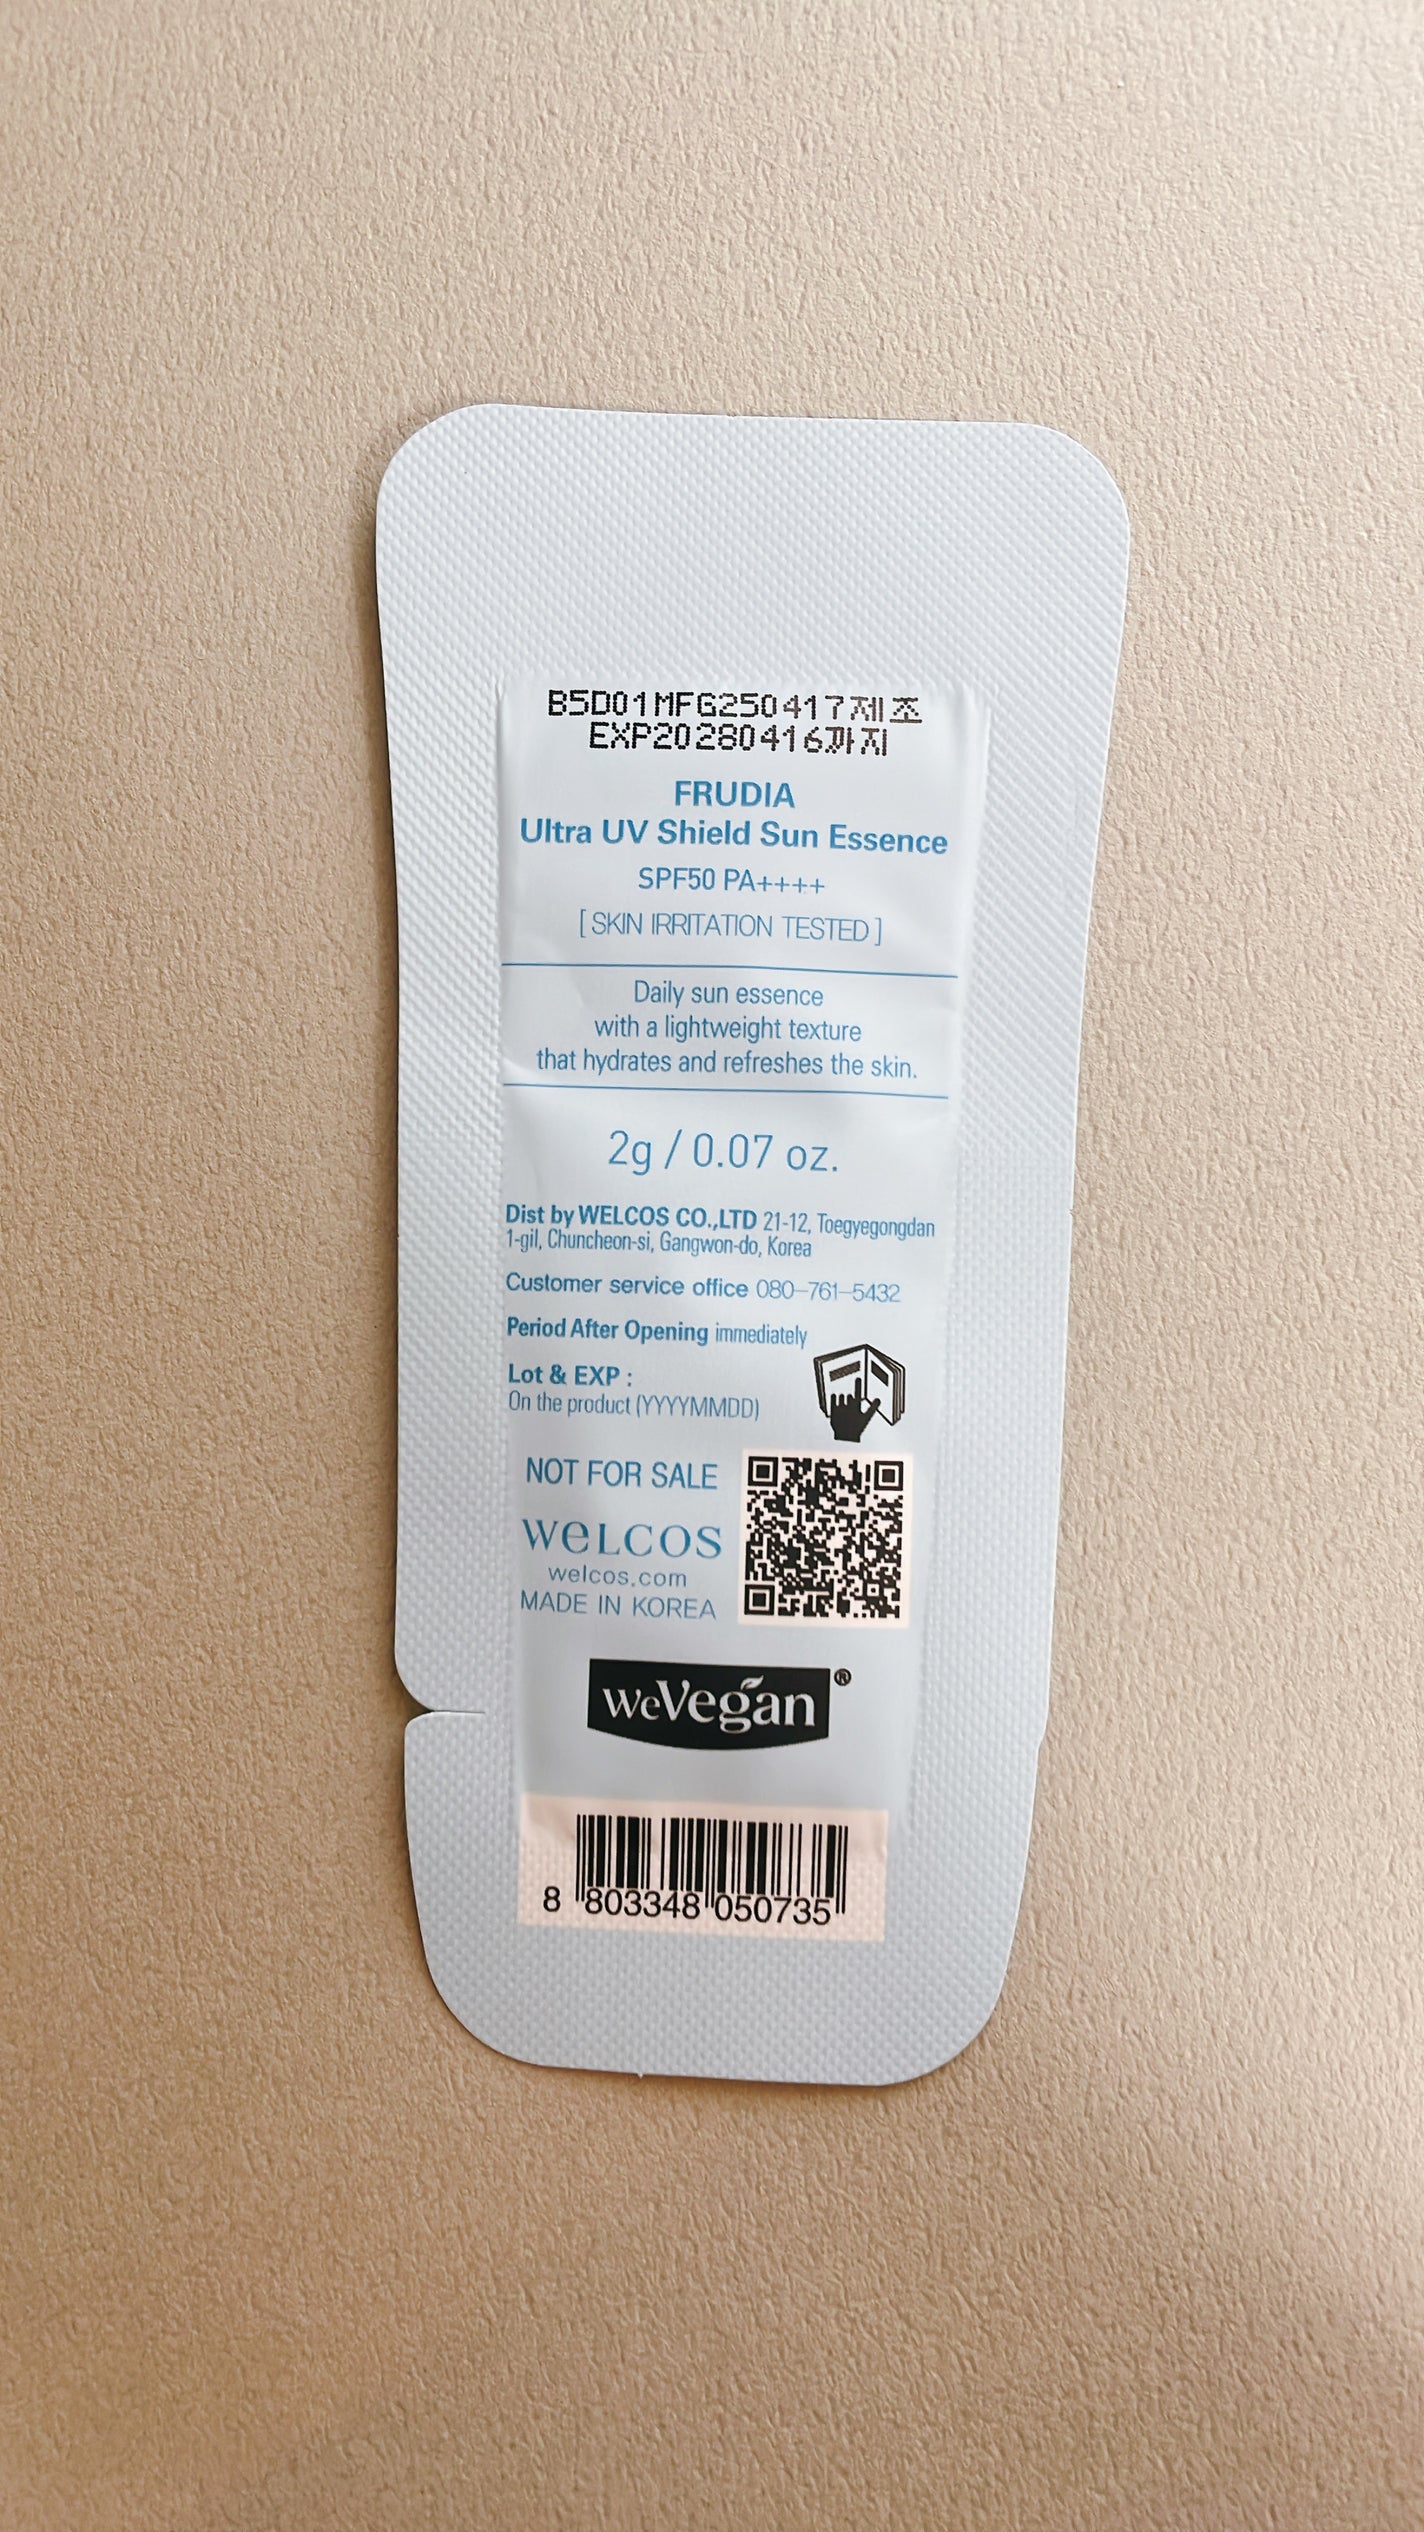 B5D01MFG250417제조
EXP20280416까지
FRUDIA
Ultra UV Shield Sun Essence
SPF50 PA++++
[ SKIN IRRITATION TESTED ]
Daily sun essence
with a lightweight texture
that hydrates and refreshes the skin.
2g / 0.07 oz.
Dist by WELCOS CO.,LTD 21-12, Toegyegongdan
1-gil, Chuncheon-si, Gangwon-do, Korea
Customer service office 080-761-5432
Period After Opening immediately
Lot & EXP :
On the product (YYYYMMDD)
NOT FOR SALE
WELCOS
welcos.com
MADE IN KOREA
weVegan®
8 803348 050735